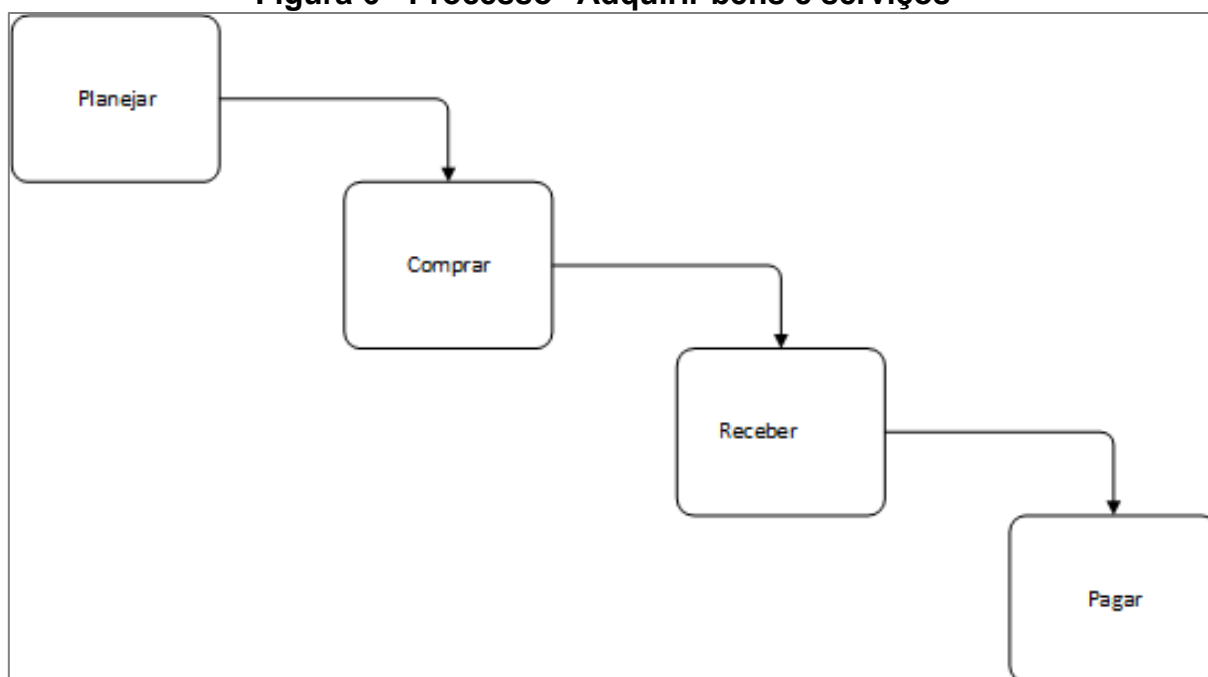 Figura Processo Adquirir bens e serviços
Planejar
Comprar
Receber
Pagar